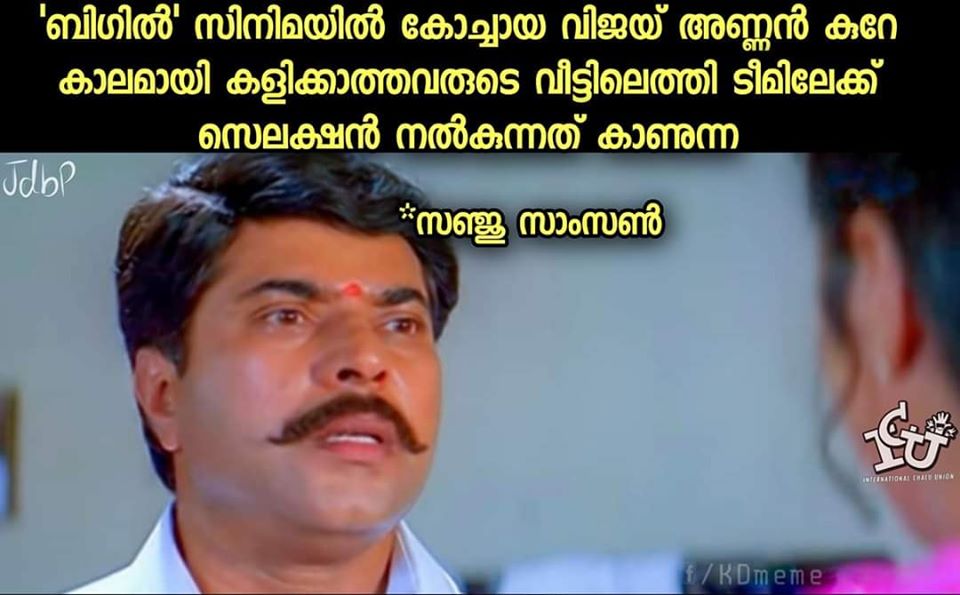 'ബിഗിൽ' സിനിമയിൽ കോച്ചായ വിജയ് അണ്ണൻ കുറേ
കാലമായി കളിക്കാത്തവരുടെ വീട്ടിലെത്തി ടീമിലേക്ക്
സെലക്ഷൻ നൽകുന്നത് കാണുന്ന
JdbP
*സഞ്ജു സാംസൺ
ICU
INTERNATIONAL CHALU UNION
f/KDmeme